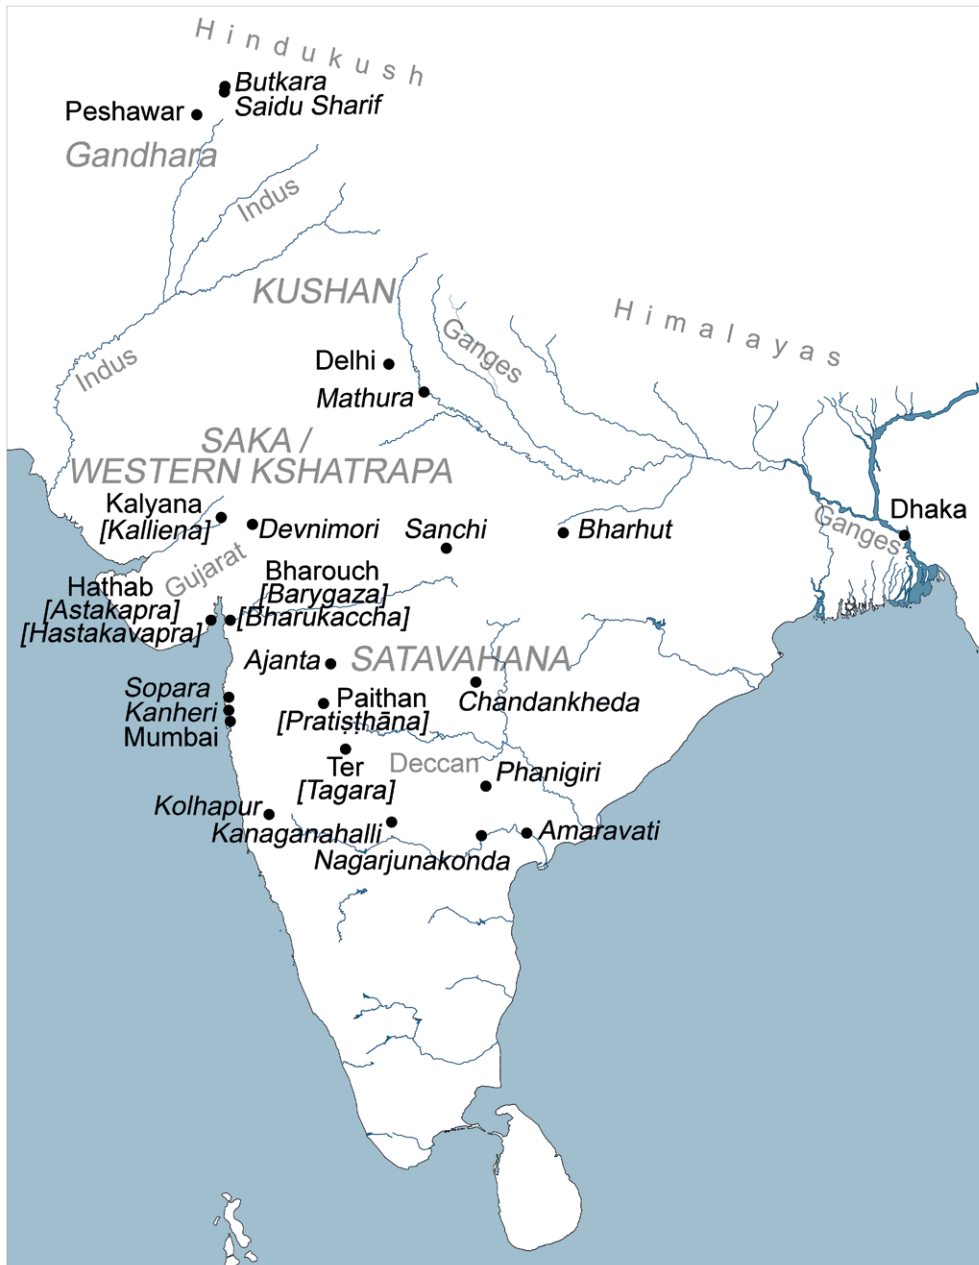 Hindukush
Butkara
Saidu Sharif
Peshawar
Gandhara
Indus
KUSHAN
Himalayas
Ganges
Indus
Delhi
Mathura
SAKA /
WESTERN KSHATRAPA
Kalyana
[Kalliena]
Devnimori
Sanchi
Bharhut
Dhaka
Ganges
Gujarat
Hathab
[Astakapra]
[Hastakavapra]
Bharouch
[Barygaza]
[Bharukaccha]
Ajanta
SATAVAHANA
Chandankheda
Sopara
Kanheri
Mumbai
Paithan
[Pratiṣṭhāna]
Ter
[Tagara]
Deccan
Phanigiri
Kolhapur
Kanaganahalli
Amaravati
Nagarjunakonda